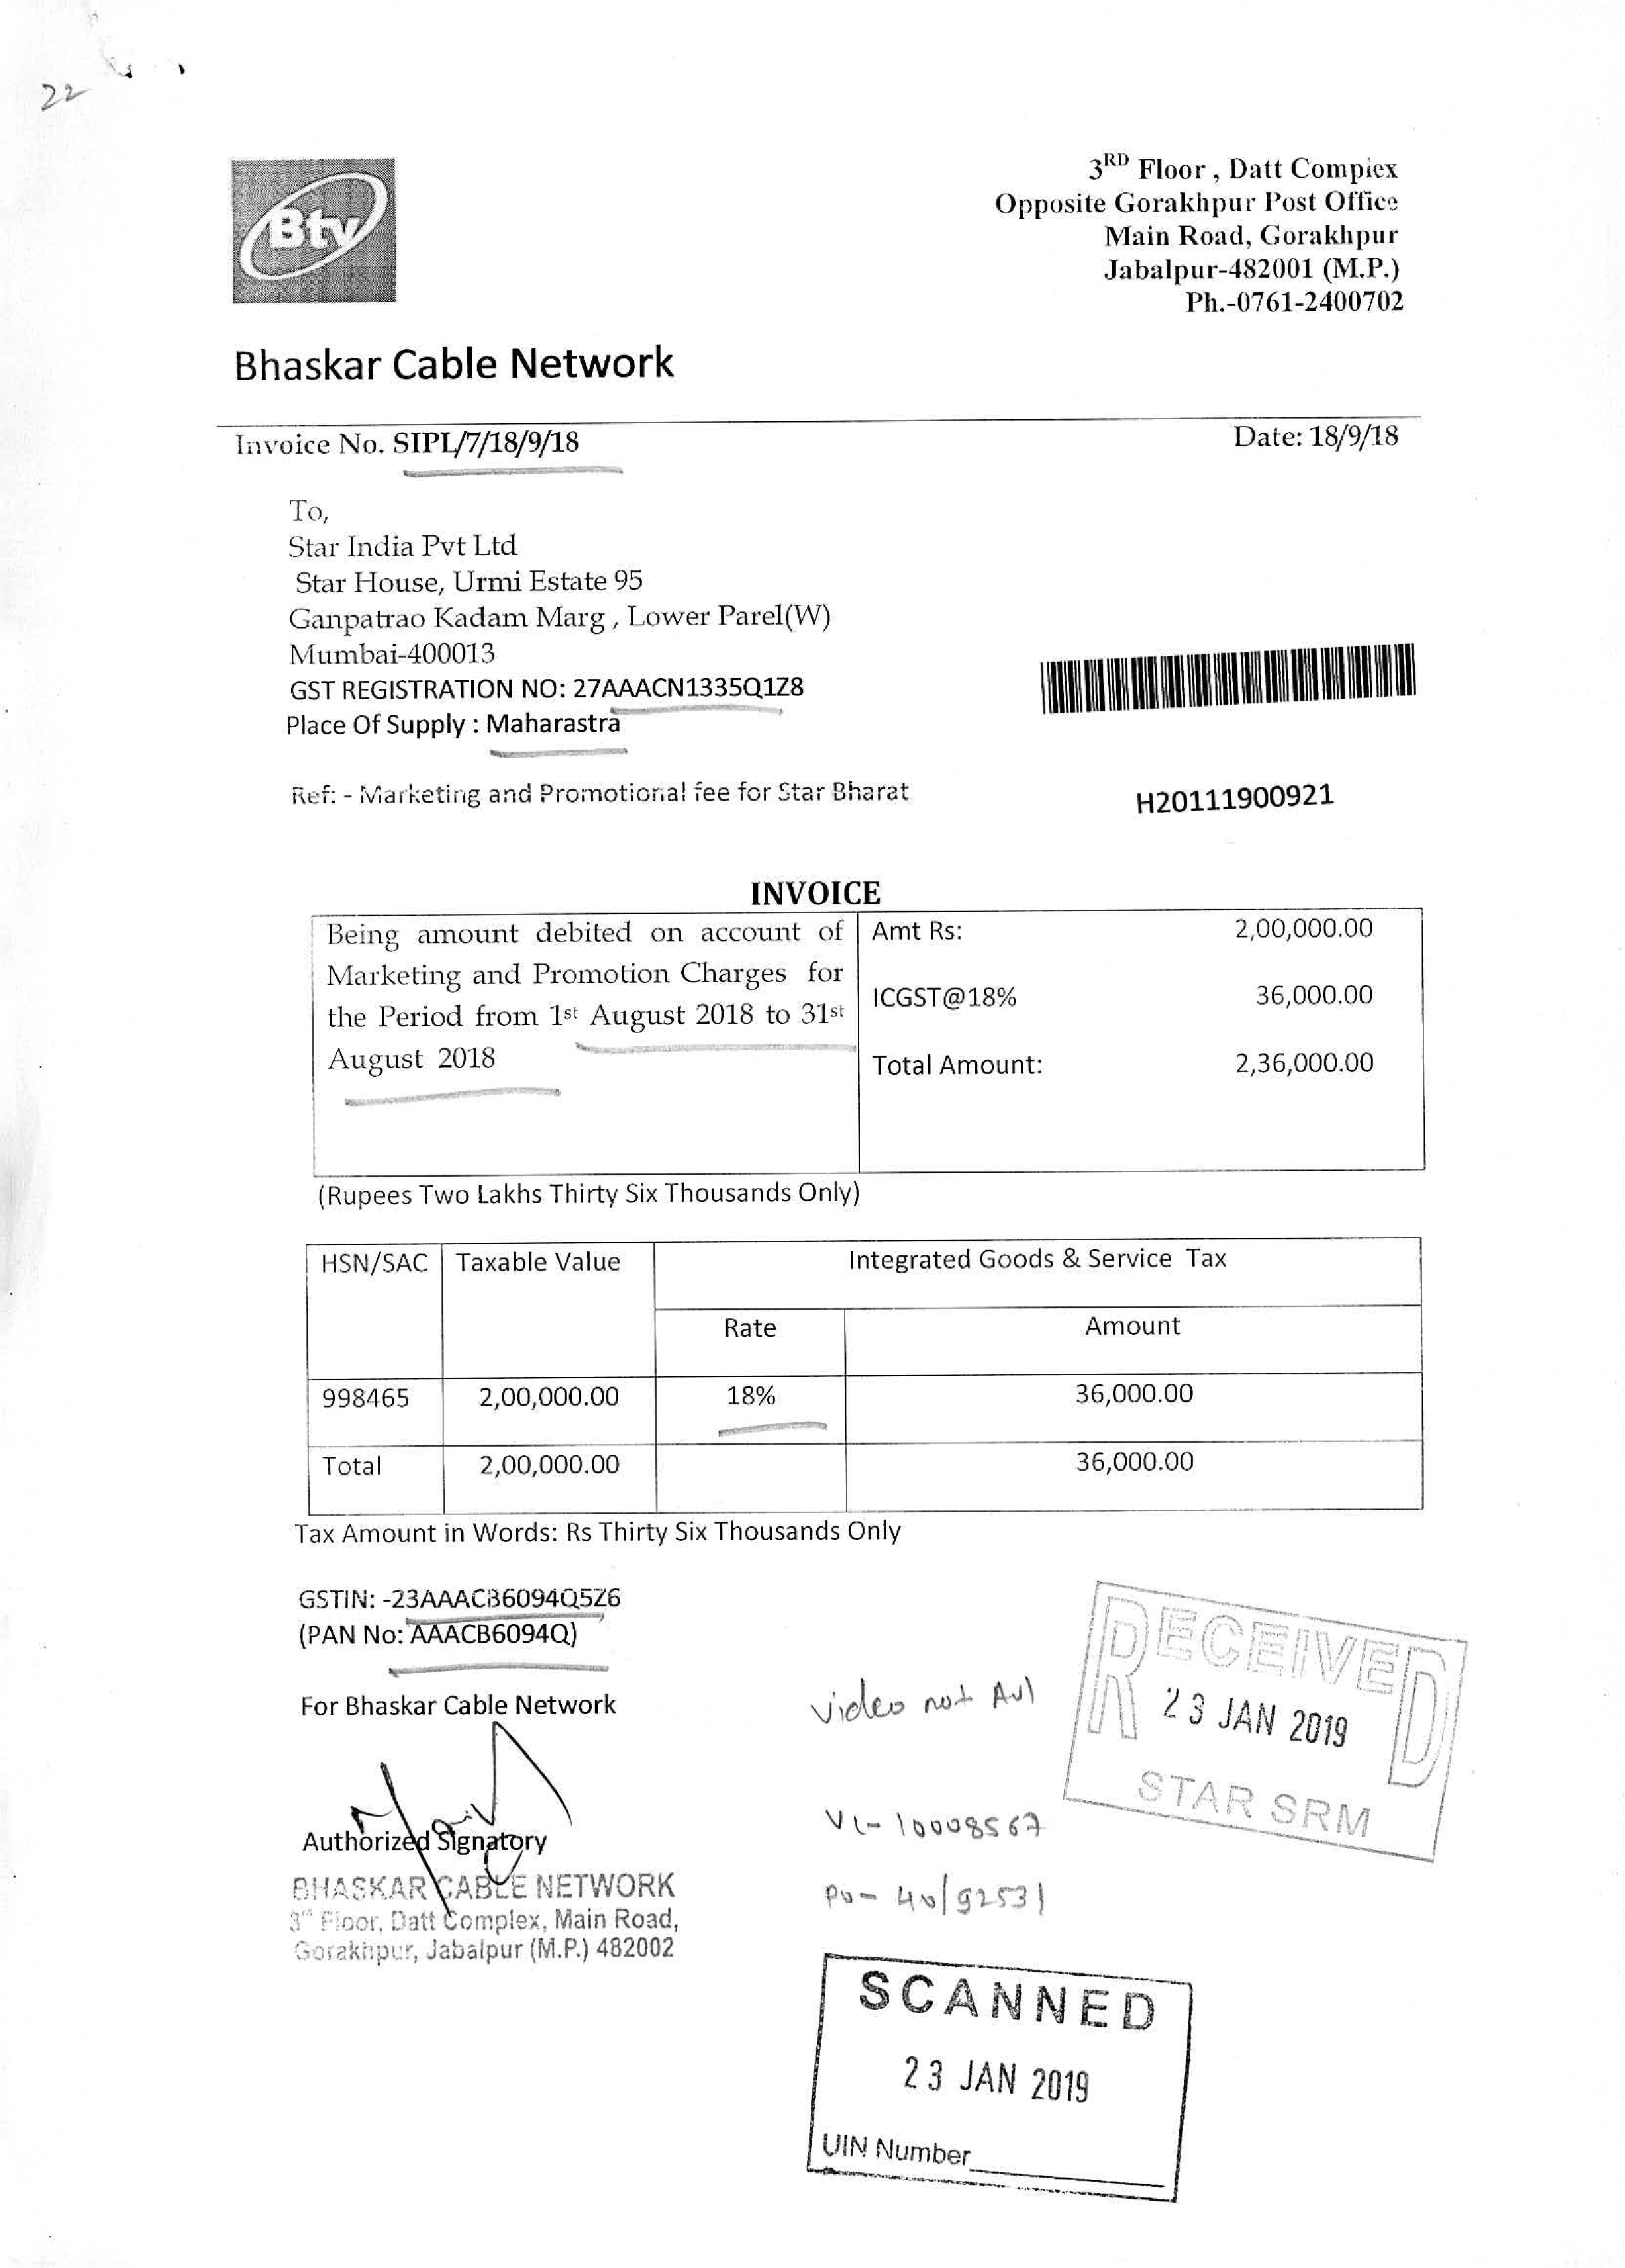 22
Btv
3RD Floor , Datt Complex
Opposite Gorakhpur Post Office
Main Road, Gorakhpur
Jabalpur-482001 (M.P.)
Ph.-0761-2400702
Bhaskar Cable Network
Invoice No. SIPL/7/18/9/18 Date: 18/9/18
To,
Star India Pvt Ltd
Star House, Urmi Estate 95
Ganpatrao Kadam Marg , Lower Parel(W)
Mumbai-400013
GST REGISTRATION NO: 27AAACN1335Q1Z8
Place Of Supply : Maharastra
Ref: - Marketing and Promotional fee for Star Bharat
H20111900921
INVOICE
Being amount debited on account of Amt Rs: 2,00,000.00
Marketing and Promotion Charges for
the Period from 1st August 2018 to 31st ICGST@18% 36,000.00
August 2018 Total Amount: 2,36,000.00
(Rupees Two Lakhs Thirty Six Thousands Only)
HSN/SAC Taxable Value Integrated Goods & Service Tax
Rate Amount
998465 2,00,000.00 18% 36,000.00
Total 2,00,000.00 36,000.00
Tax Amount in Words: Rs Thirty Six Thousands Only
GSTIN: -23AAACB6094Q5Z6
(PAN No: AAACB6094Q)
For Bhaskar Cable Network
Authorized Signatory
BHASKAR CABLE NETWORK
3rd Floor, Datt Complex, Main Road,
Gorakhpur, Jabalpur (M.P.) 482002
video not Avl
RECEIVED
23 JAN 2019
STAR SRM
VL- 10008567
Po- 40/92531
SCANNED
23 JAN 2019
UIN Number